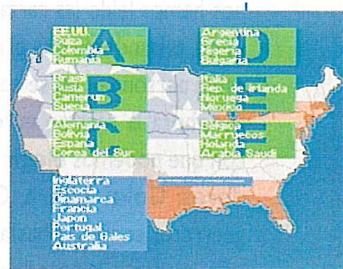 A
EE.UU.
Suiza
Colombia
Rumania
D
Argentina
Grecia
Nigeria
Bulgaria
B
Brasil
Rusia
Camerun
Suecia
E
Italia
Rep. de Irlanda
Noruega
Mexico
C
Alemania
Bolivia
España
Corea del Sur
F
Belgica
Marruecos
Holanda
Arabia Saudi
Inglaterra
Escocia
Dinamarca
Francia
Japon
Portugal
Pais de Gales
Australia